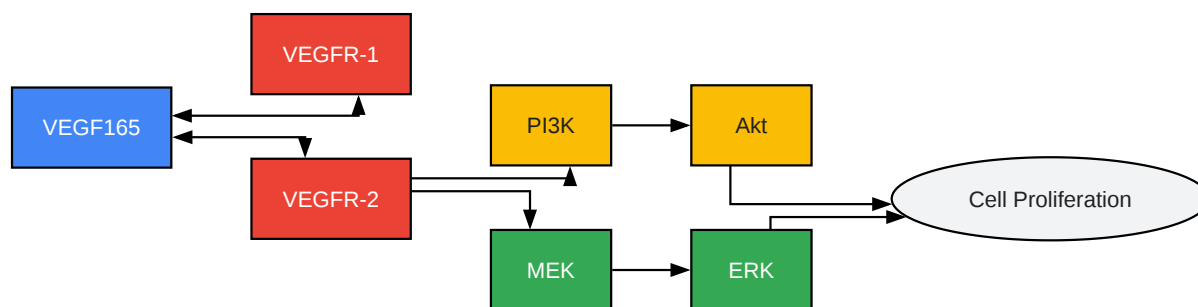 VEGFR-1
VEGF165
VEGFR-2
PI3K
Akt
Cell Proliferation
MEK
ERK